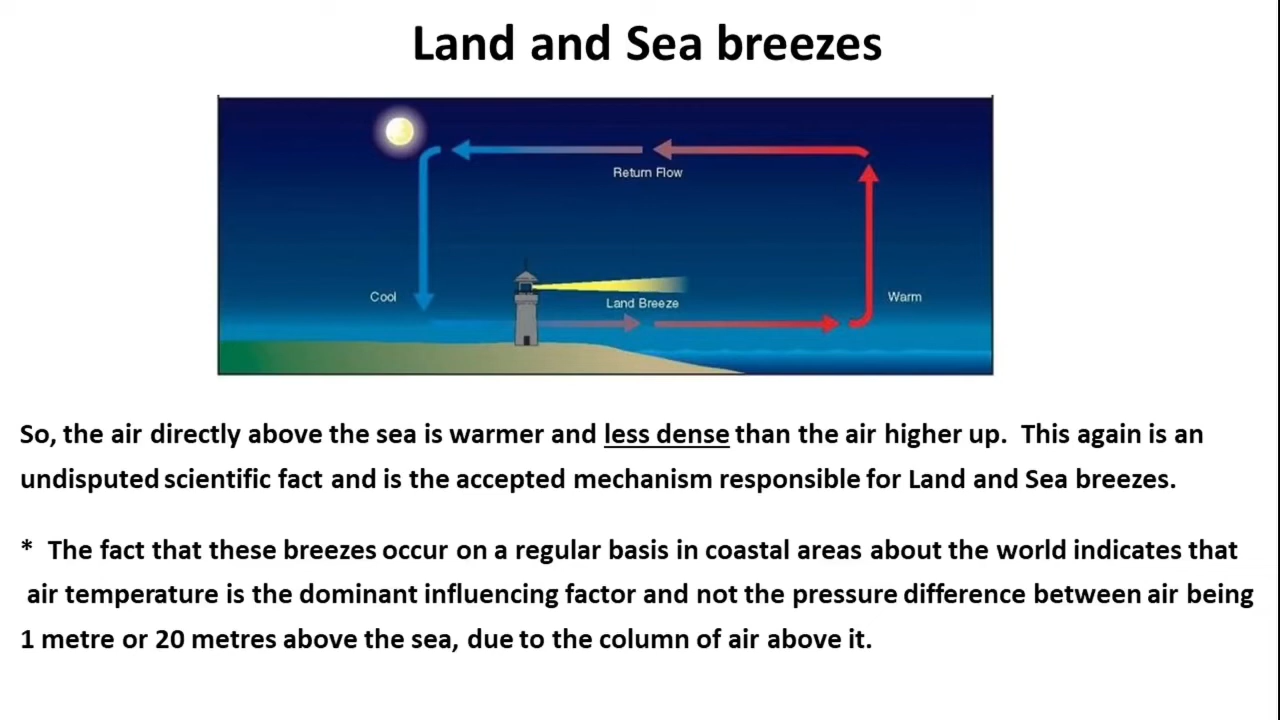 Land and Sea breezes
Return Flow
Cool
Land Breeze
Warm
So, the air directly above the sea is warmer and less dense than the air higher up. This again is an
undisputed scientific fact and is the accepted mechanism responsible for Land and Sea breezes.
* The fact that these breezes occur on a regular basis in coastal areas about the world indicates that
air temperature is the dominant influencing factor and not the pressure difference between air being
1 metre or 20 metres above the sea, due to the column of air above it.